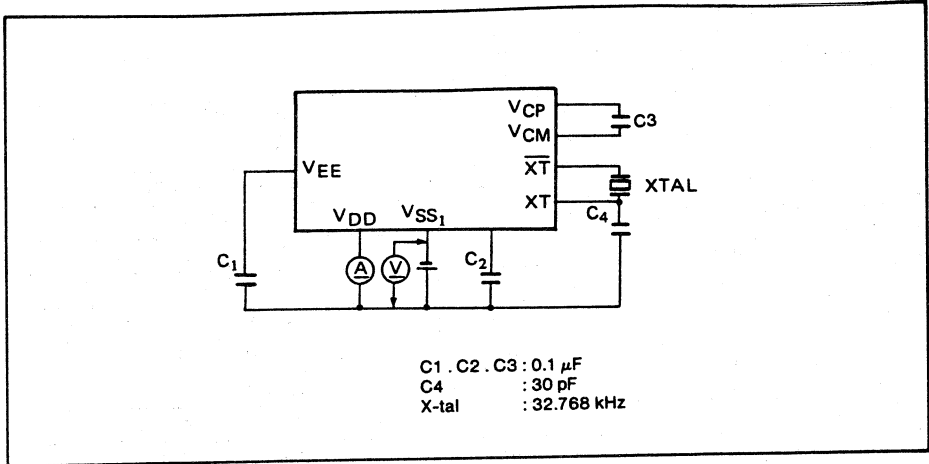 VCP
C3
VCM
XT
VEE
XTAL
XT
C4
VDD
VSS1
C1
A
V
C2
C1 . C2 . C3 : 0.1 μF
C4 : 30 pF
X-tal : 32.768 kHz